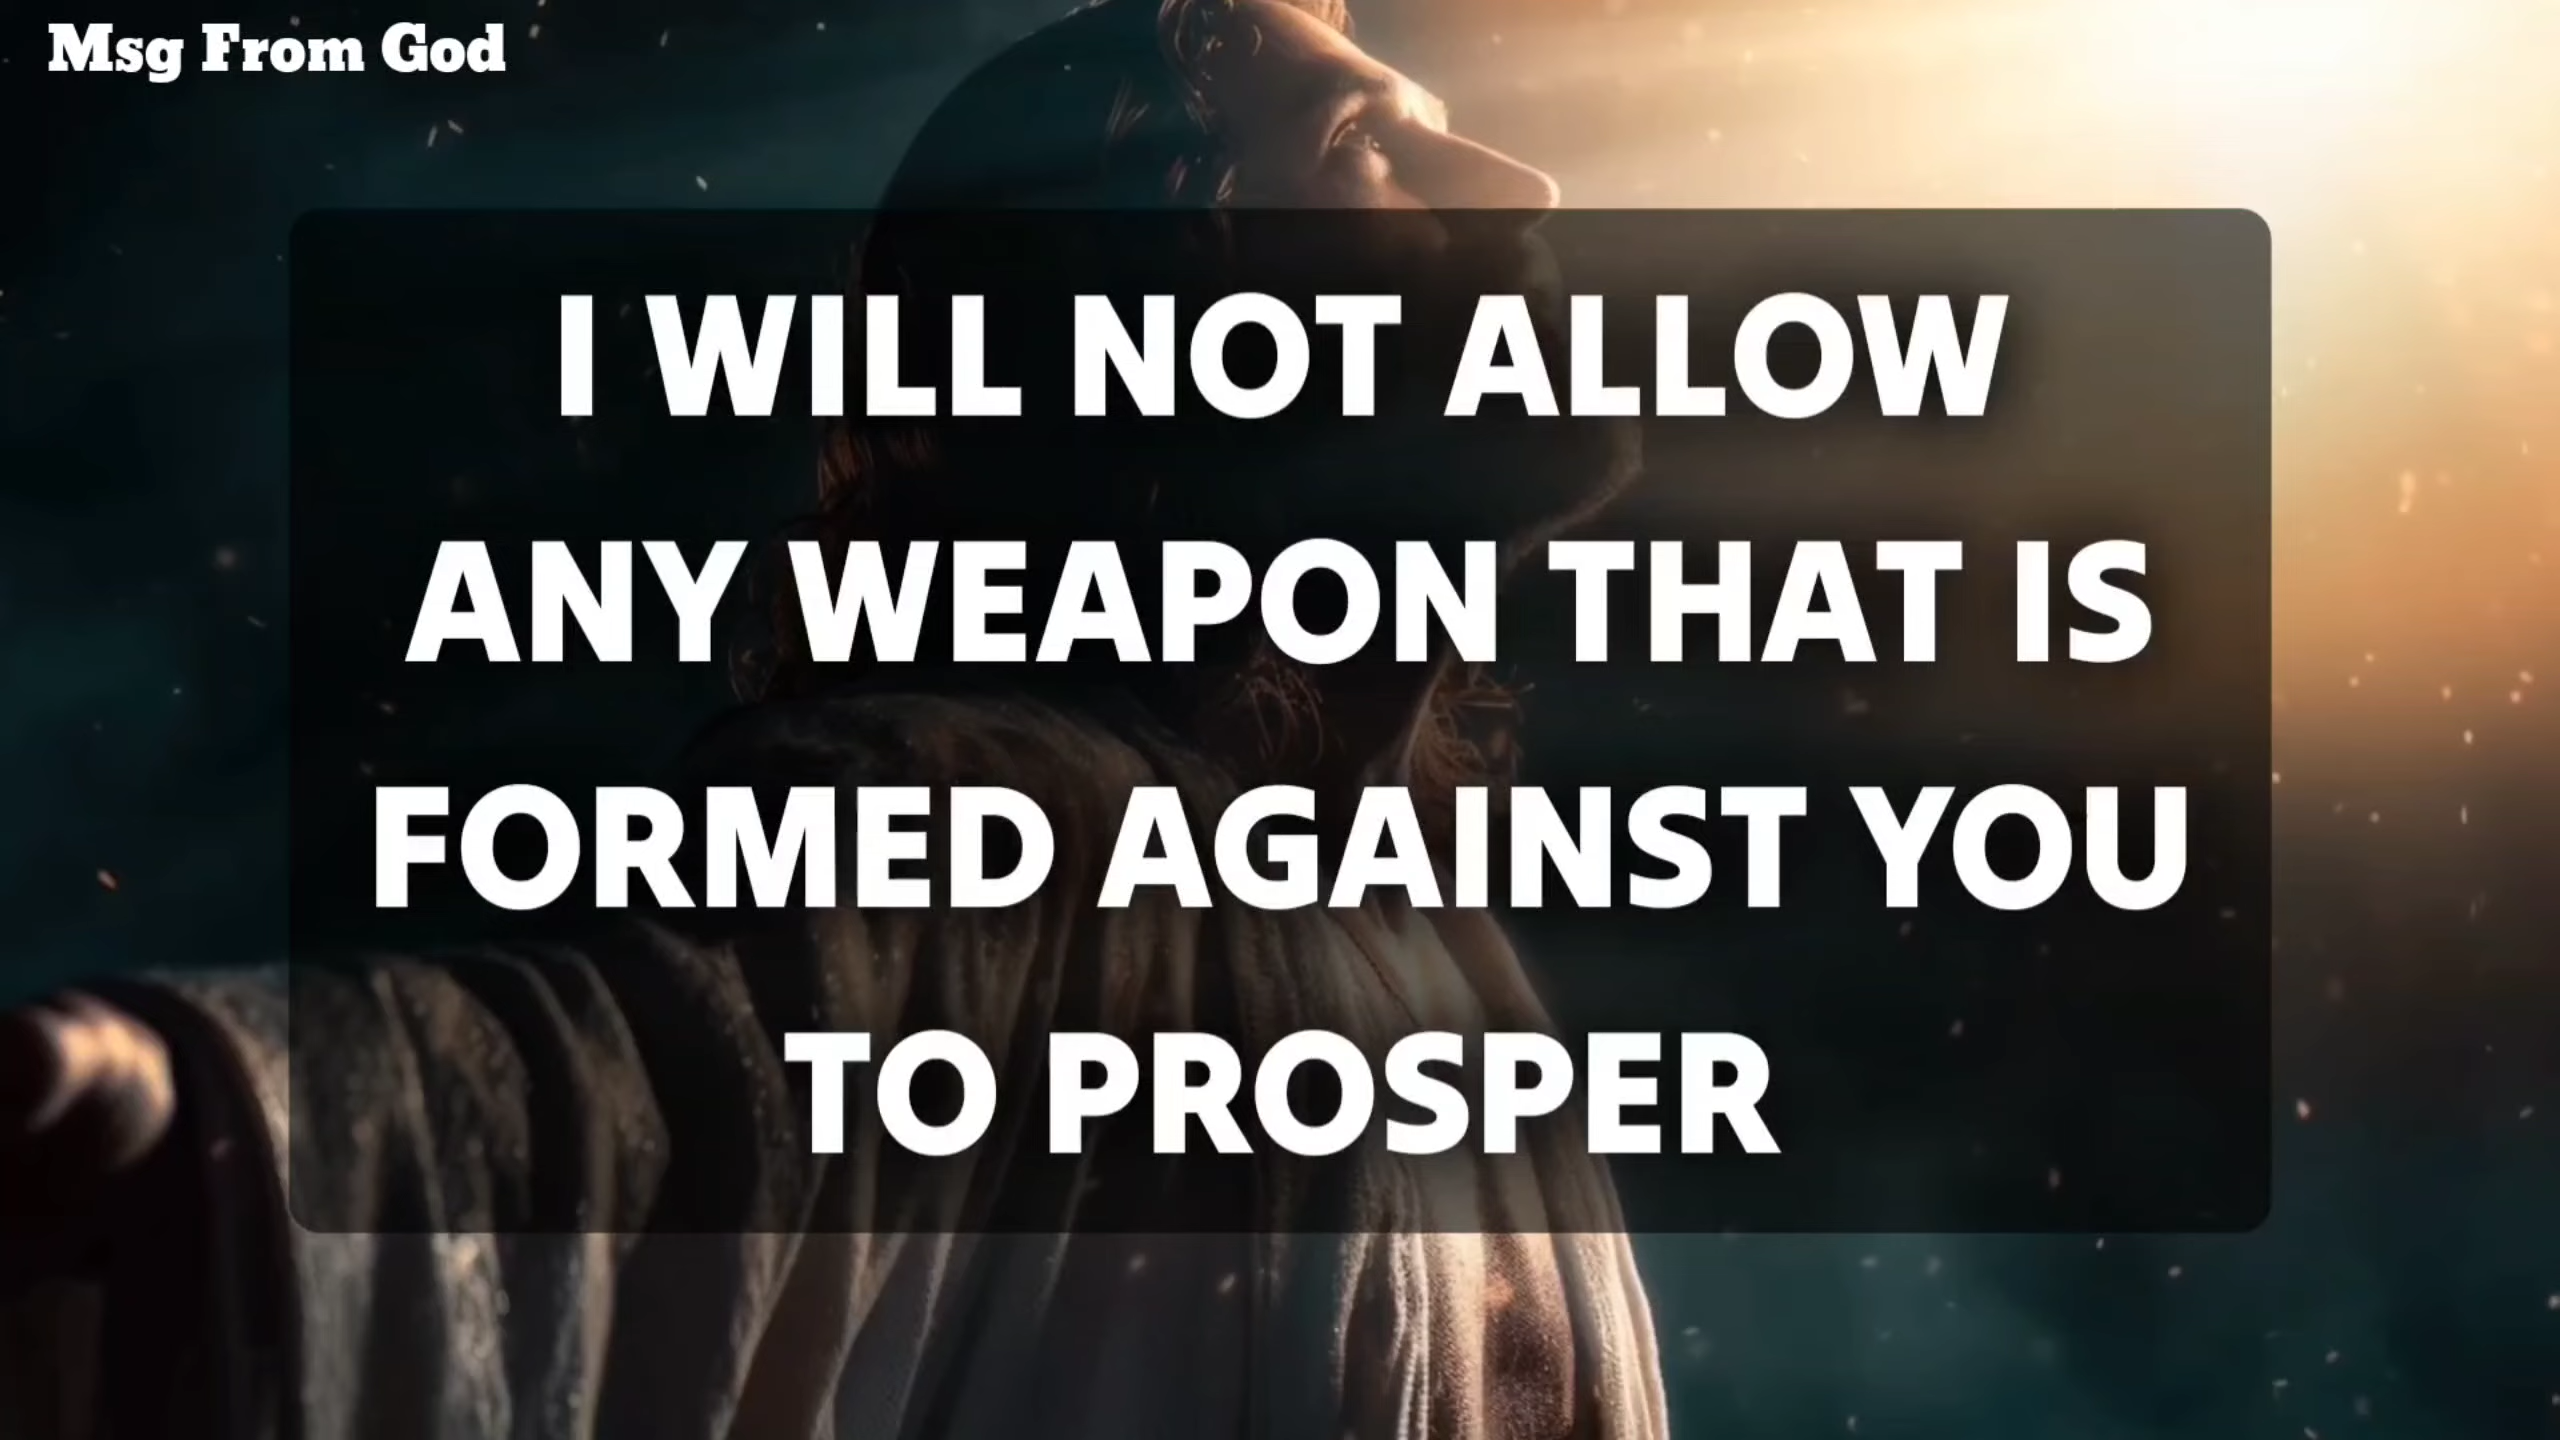 Msg From God
I WILL NOT ALLOW
ANY WEAPON THAT IS
FORMED AGAINST YOU
TO PROSPER